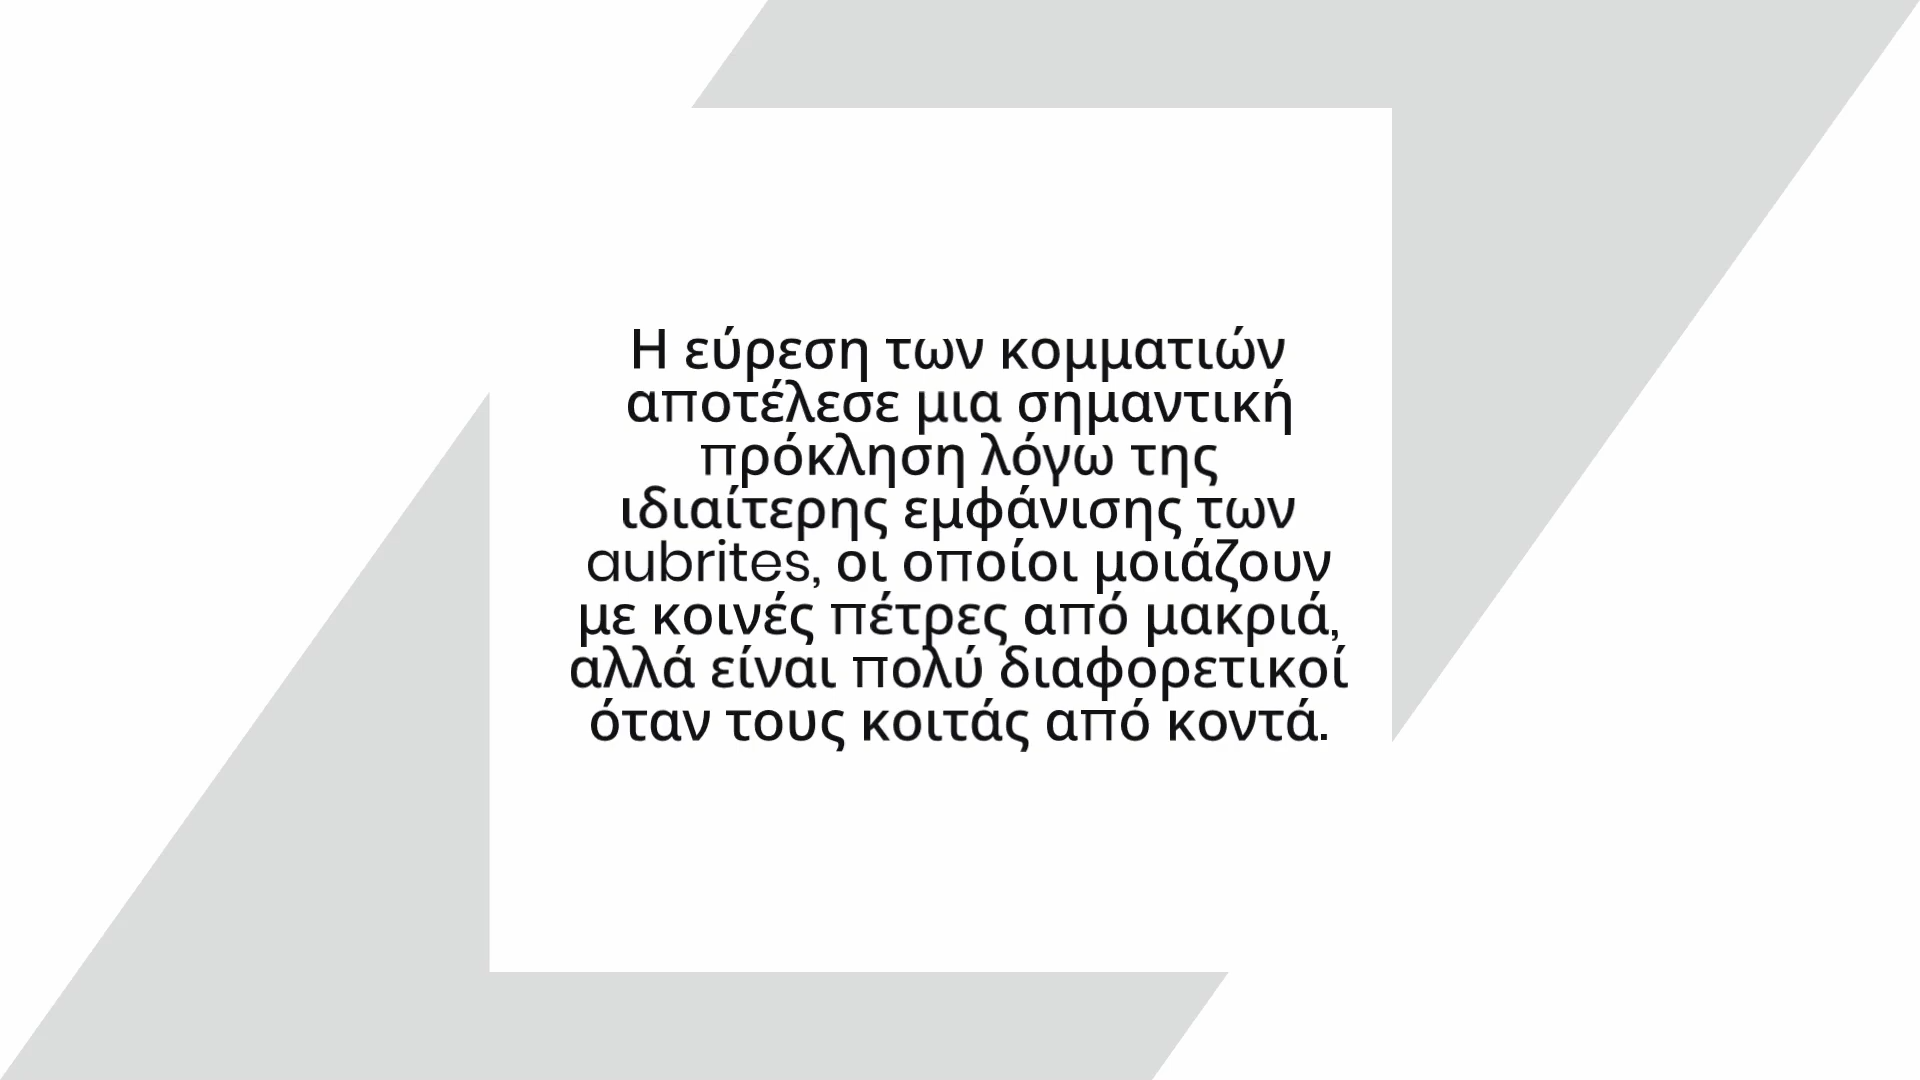 Η εύρεση των κομματιών
αποτέλεσε μια σημαντική
πρόκληση λόγω της
ιδιαίτερης εμφάνισης των
aubrites, οι οποίοι μοιάζουν
με κοινές πέτρες από μακριά,
αλλά είναι πολύ διαφορετικοί
όταν τους κοιτάς από κοντά.